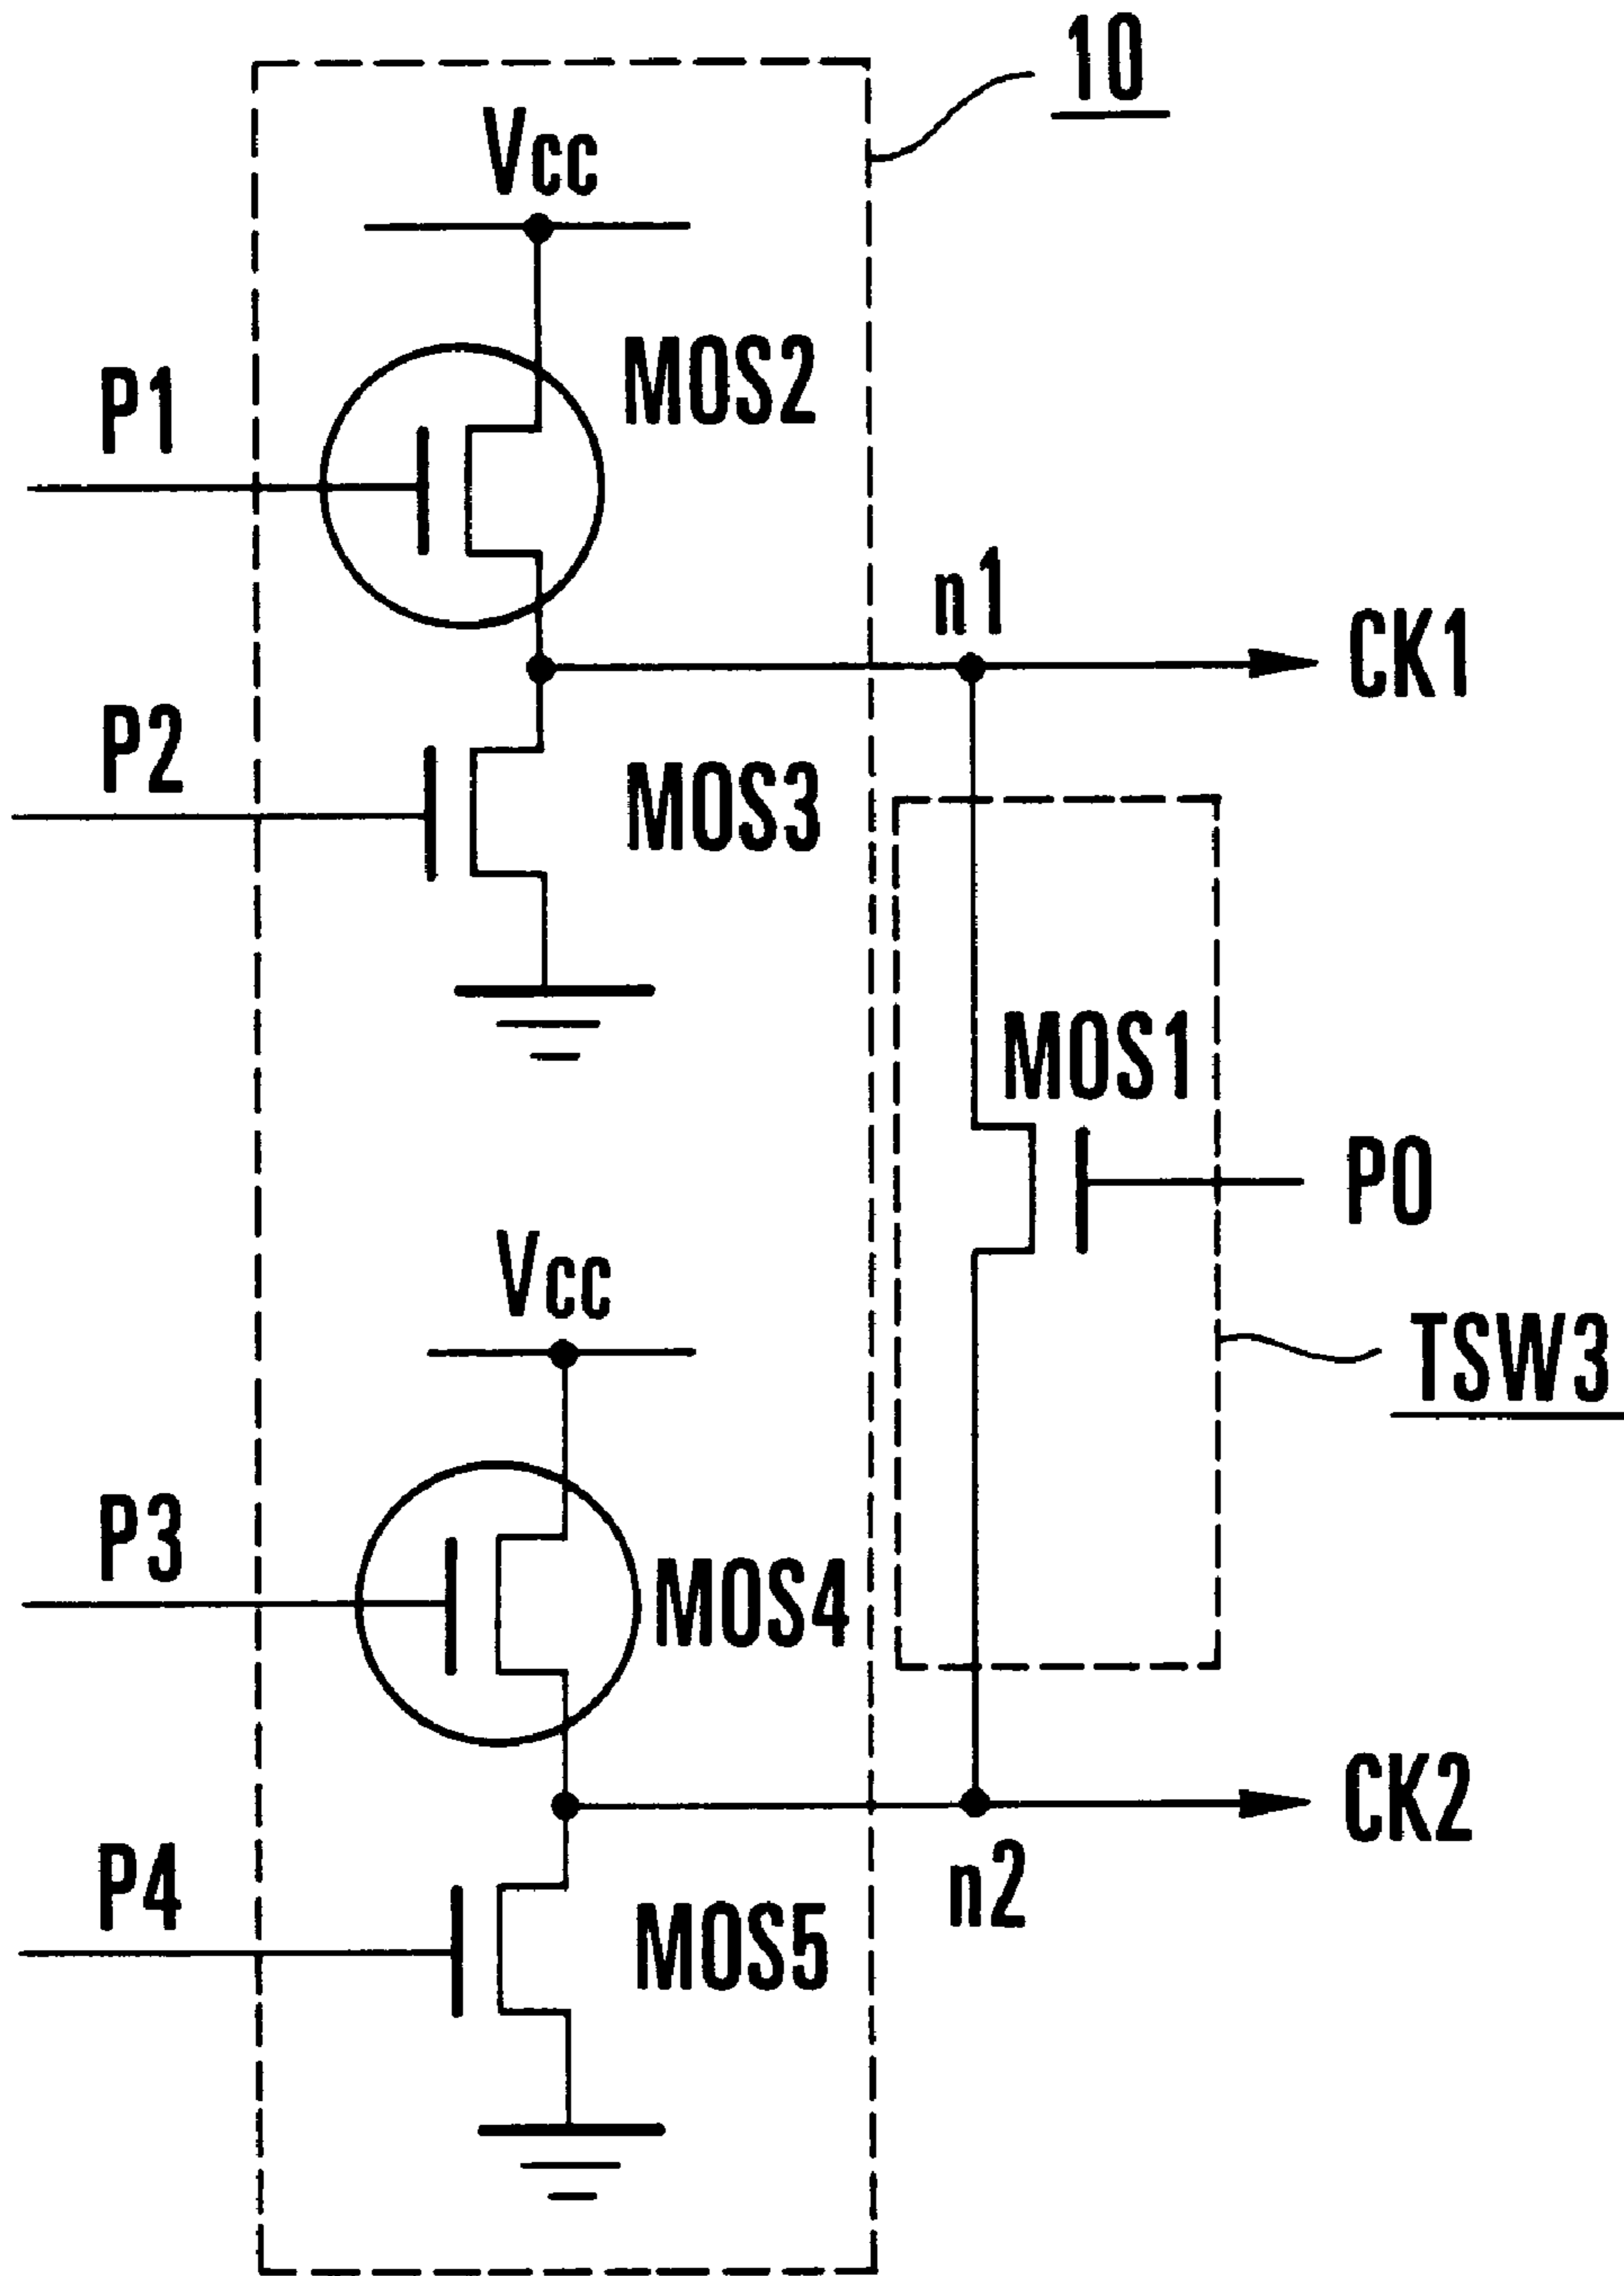 10
Vcc
MOS2
P1
n1
CK1
P2
MOS3
MOS1
P0
Vcc
TSW3
P3
MOS4
CK2
P4
n2
MOS5